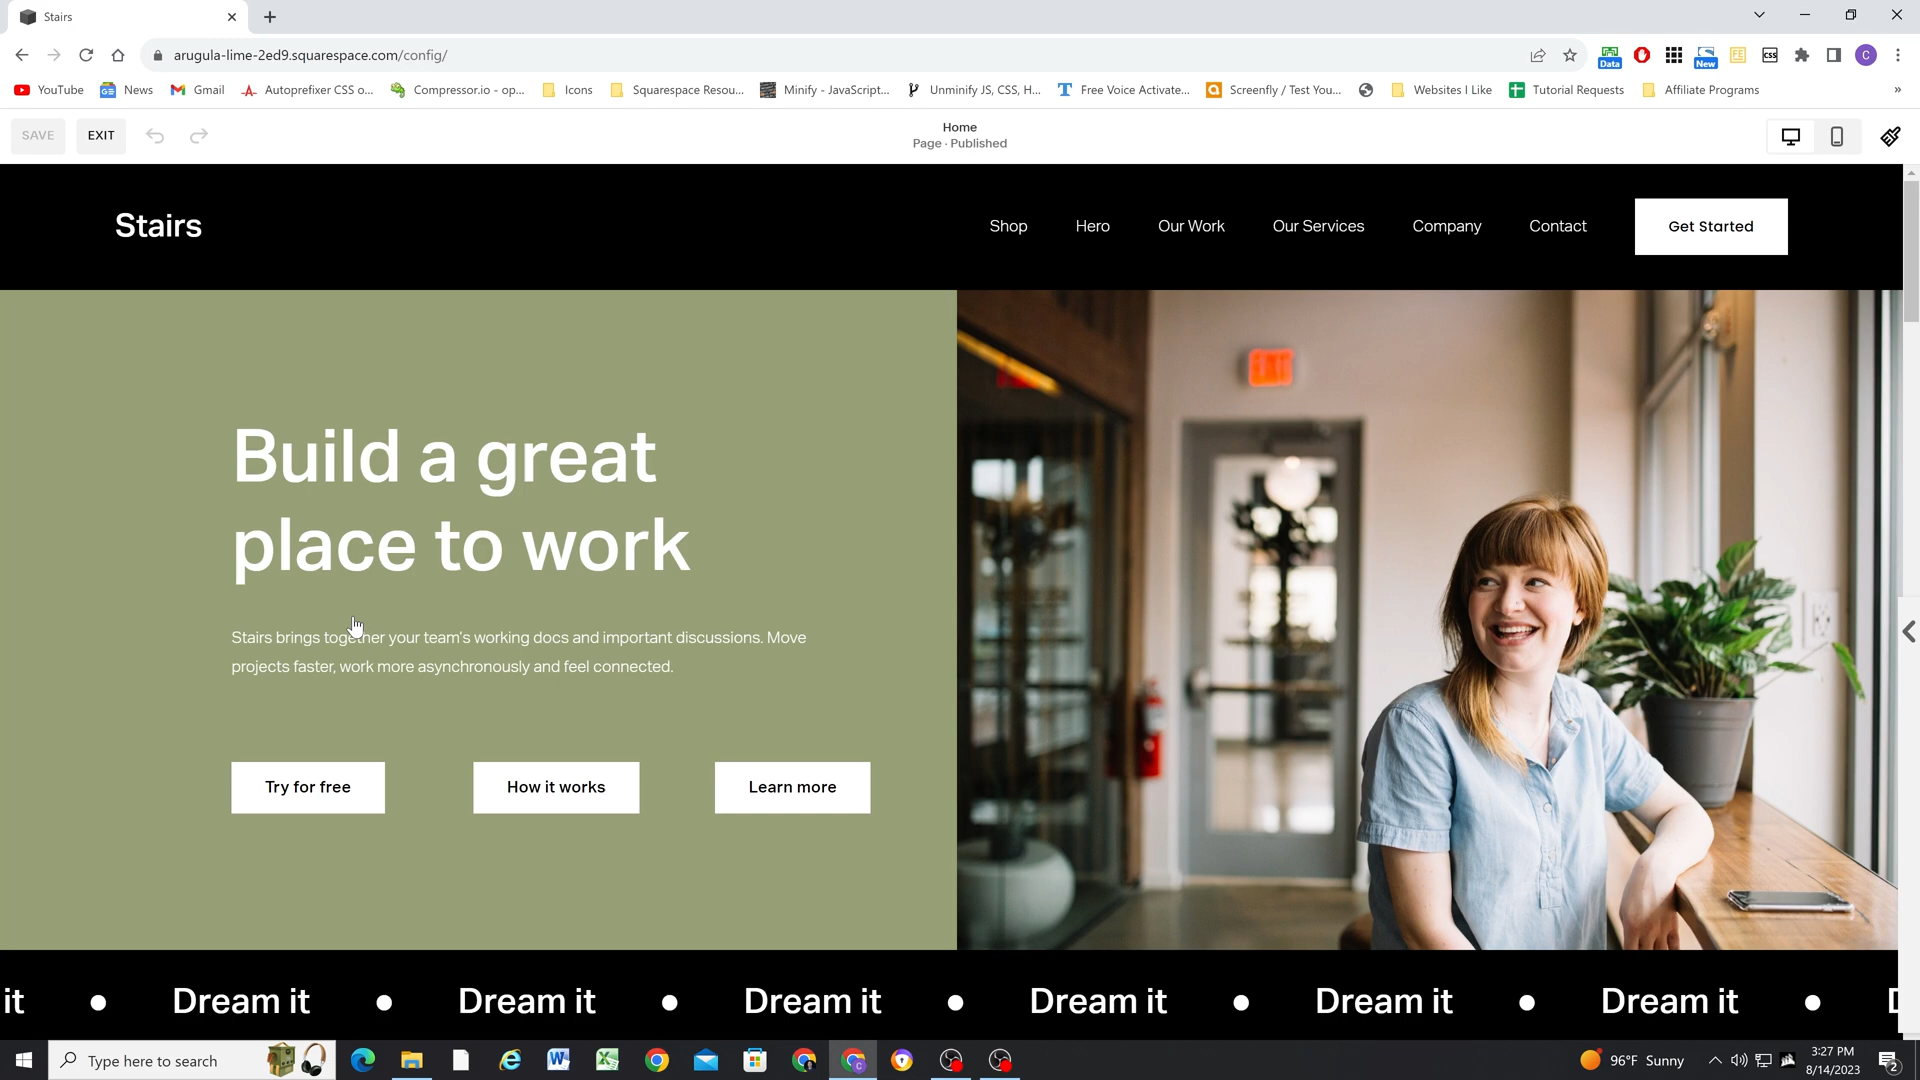 Stairs
arugula-lime-2ed9.squarespace.com/config/
Data
New
FE
CSS
C
YouTube
News
Gmail
Autoprefixer CSS o...
Compressor.io - op...
Icons
Squarespace Resou...
Minify - JavaScript...
Unminify JS, CSS, H...
Free Voice Activate...
Screenfly / Test You...
Websites I Like
Tutorial Requests
Affiliate Programs
»
SAVE
EXIT
Home
Page · Published
Stairs
Shop
Hero
Our Work
Our Services
Company
Contact
Get Started
Build a great
place to work
Stairs brings together your team's working docs and important discussions. Move
projects faster, work more asynchronously and feel connected.
Try for free
How it works
Learn more
it • Dream it • Dream it • Dream it • Dream it • Dream it • Dream it •
Type here to search
96°F Sunny
3:27 PM
8/14/2023
2